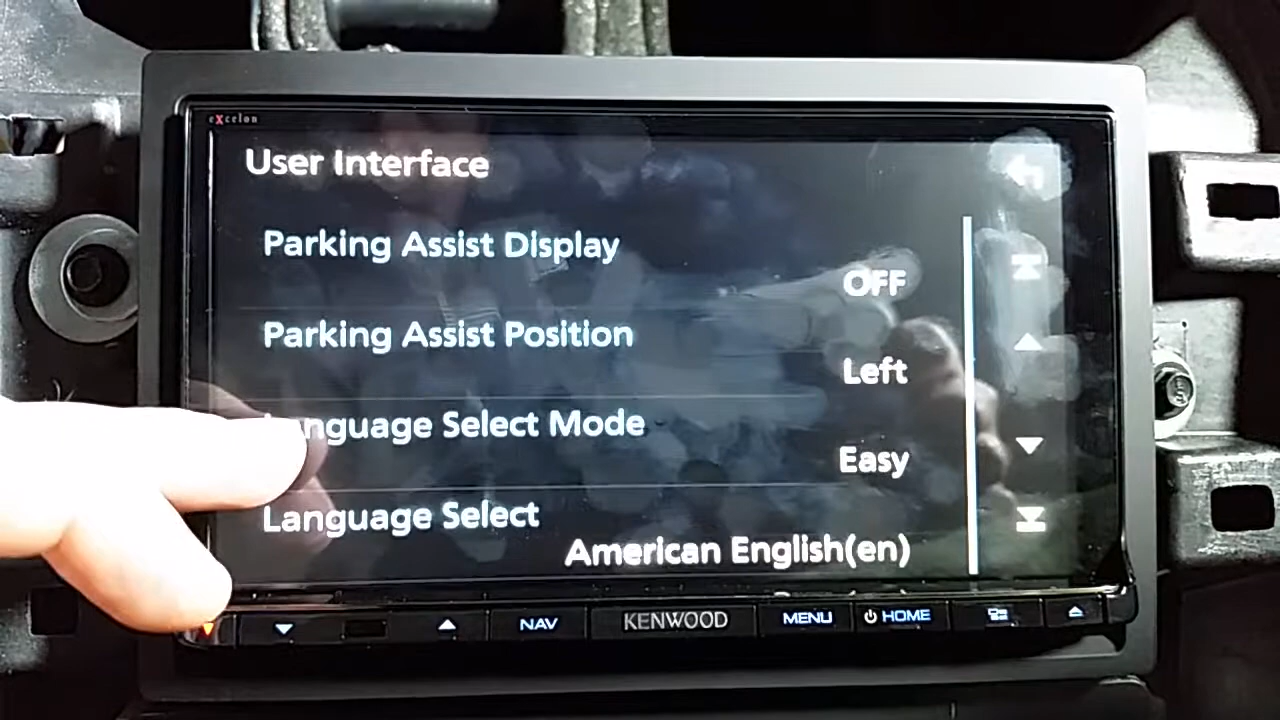 eXcelon
User Interface
Parking Assist Display
OFF
Parking Assist Position
Left
Language Select Mode
Easy
Language Select
American English(en)
NAV
KENWOOD
MENU
HOME